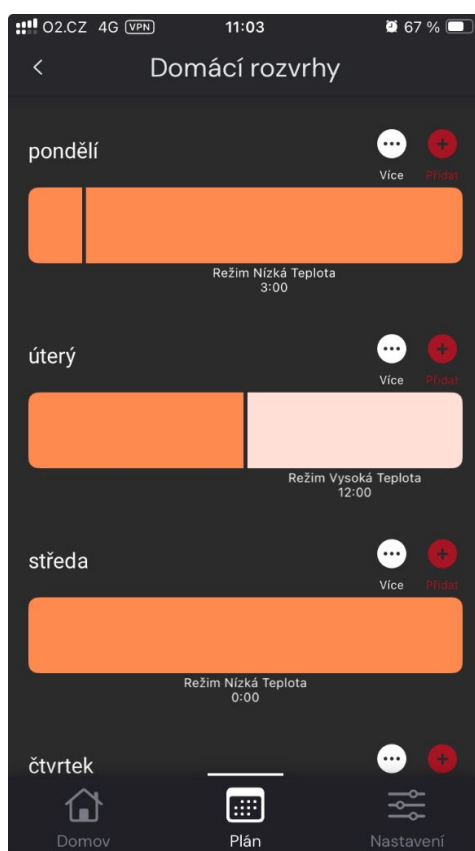 O2.CZ 4G VPN 11:03 67 %
Domácí rozvrhy
pondělí
Více Přidat
Režim Nízká Teplota
3:00
úterý
Více Přidat
Režim Vysoká Teplota
12:00
středa
Více Přidat
Režim Nízká Teplota
0:00
čtvrtek
Domov Plán Nastavení